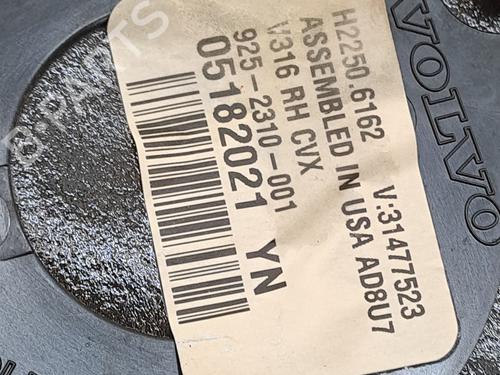 VOLVO
H2250.6162 V:31477523
ASSEMBLED IN USA AD8U7
V316 RH CVX
925-2310-001
05182021 YN
B-PARTS